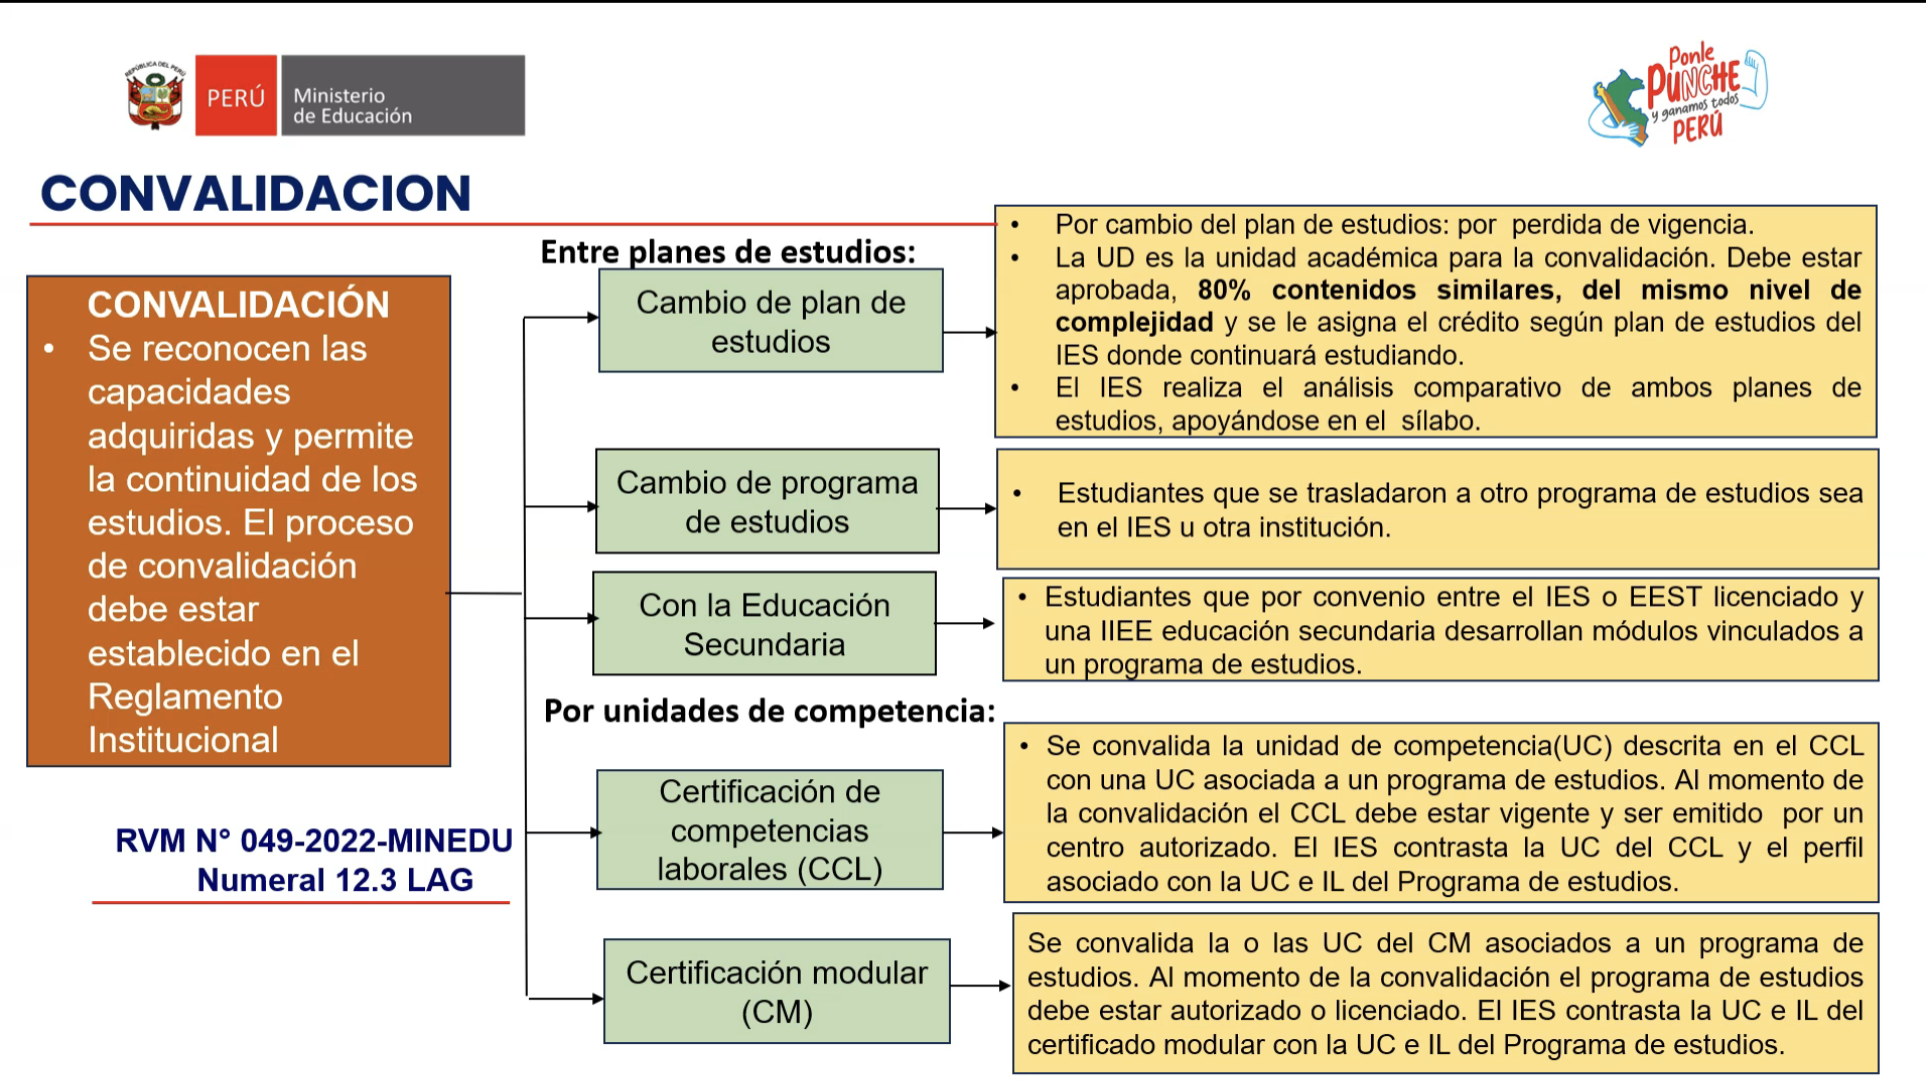 REPÚBLICA DEL PERÚ
PERÚ
Ministerio
de Educación
Ponle
PUNCHE
y ganamos todos
PERÚ
CONVALIDACION
CONVALIDACIÓN
• Se reconocen las
capacidades
adquiridas y permite
la continuidad de los
estudios. El proceso
de convalidación
debe estar
establecido en el
Reglamento
Institucional
RVM N° 049-2022-MINEDU
Numeral 12.3 LAG
Entre planes de estudios:
Cambio de plan de
estudios
• Por cambio del plan de estudios: por perdida de vigencia.
• La UD es la unidad académica para la convalidación. Debe estar
aprobada, 80% contenidos similares, del mismo nivel de
complejidad y se le asigna el crédito según plan de estudios del
IES donde continuará estudiando.
• El IES realiza el análisis comparativo de ambos planes de
estudios, apoyándose en el sílabo.
Cambio de programa
de estudios
• Estudiantes que se trasladaron a otro programa de estudios sea
en el IES u otra institución.
Con la Educación
Secundaria
• Estudiantes que por convenio entre el IES o EEST licenciado y
una IIEE educación secundaria desarrollan módulos vinculados a
un programa de estudios.
Por unidades de competencia:
Certificación de
competencias
laborales (CCL)
• Se convalida la unidad de competencia(UC) descrita en el CCL
con una UC asociada a un programa de estudios. Al momento de
la convalidación el CCL debe estar vigente y ser emitido por un
centro autorizado. El IES contrasta la UC del CCL y el perfil
asociado con la UC e IL del Programa de estudios.
Certificación modular
(CM)
Se convalida la o las UC del CM asociados a un programa de
estudios. Al momento de la convalidación el programa de estudios
debe estar autorizado o licenciado. El IES contrasta la UC e IL del
certificado modular con la UC e IL del Programa de estudios.